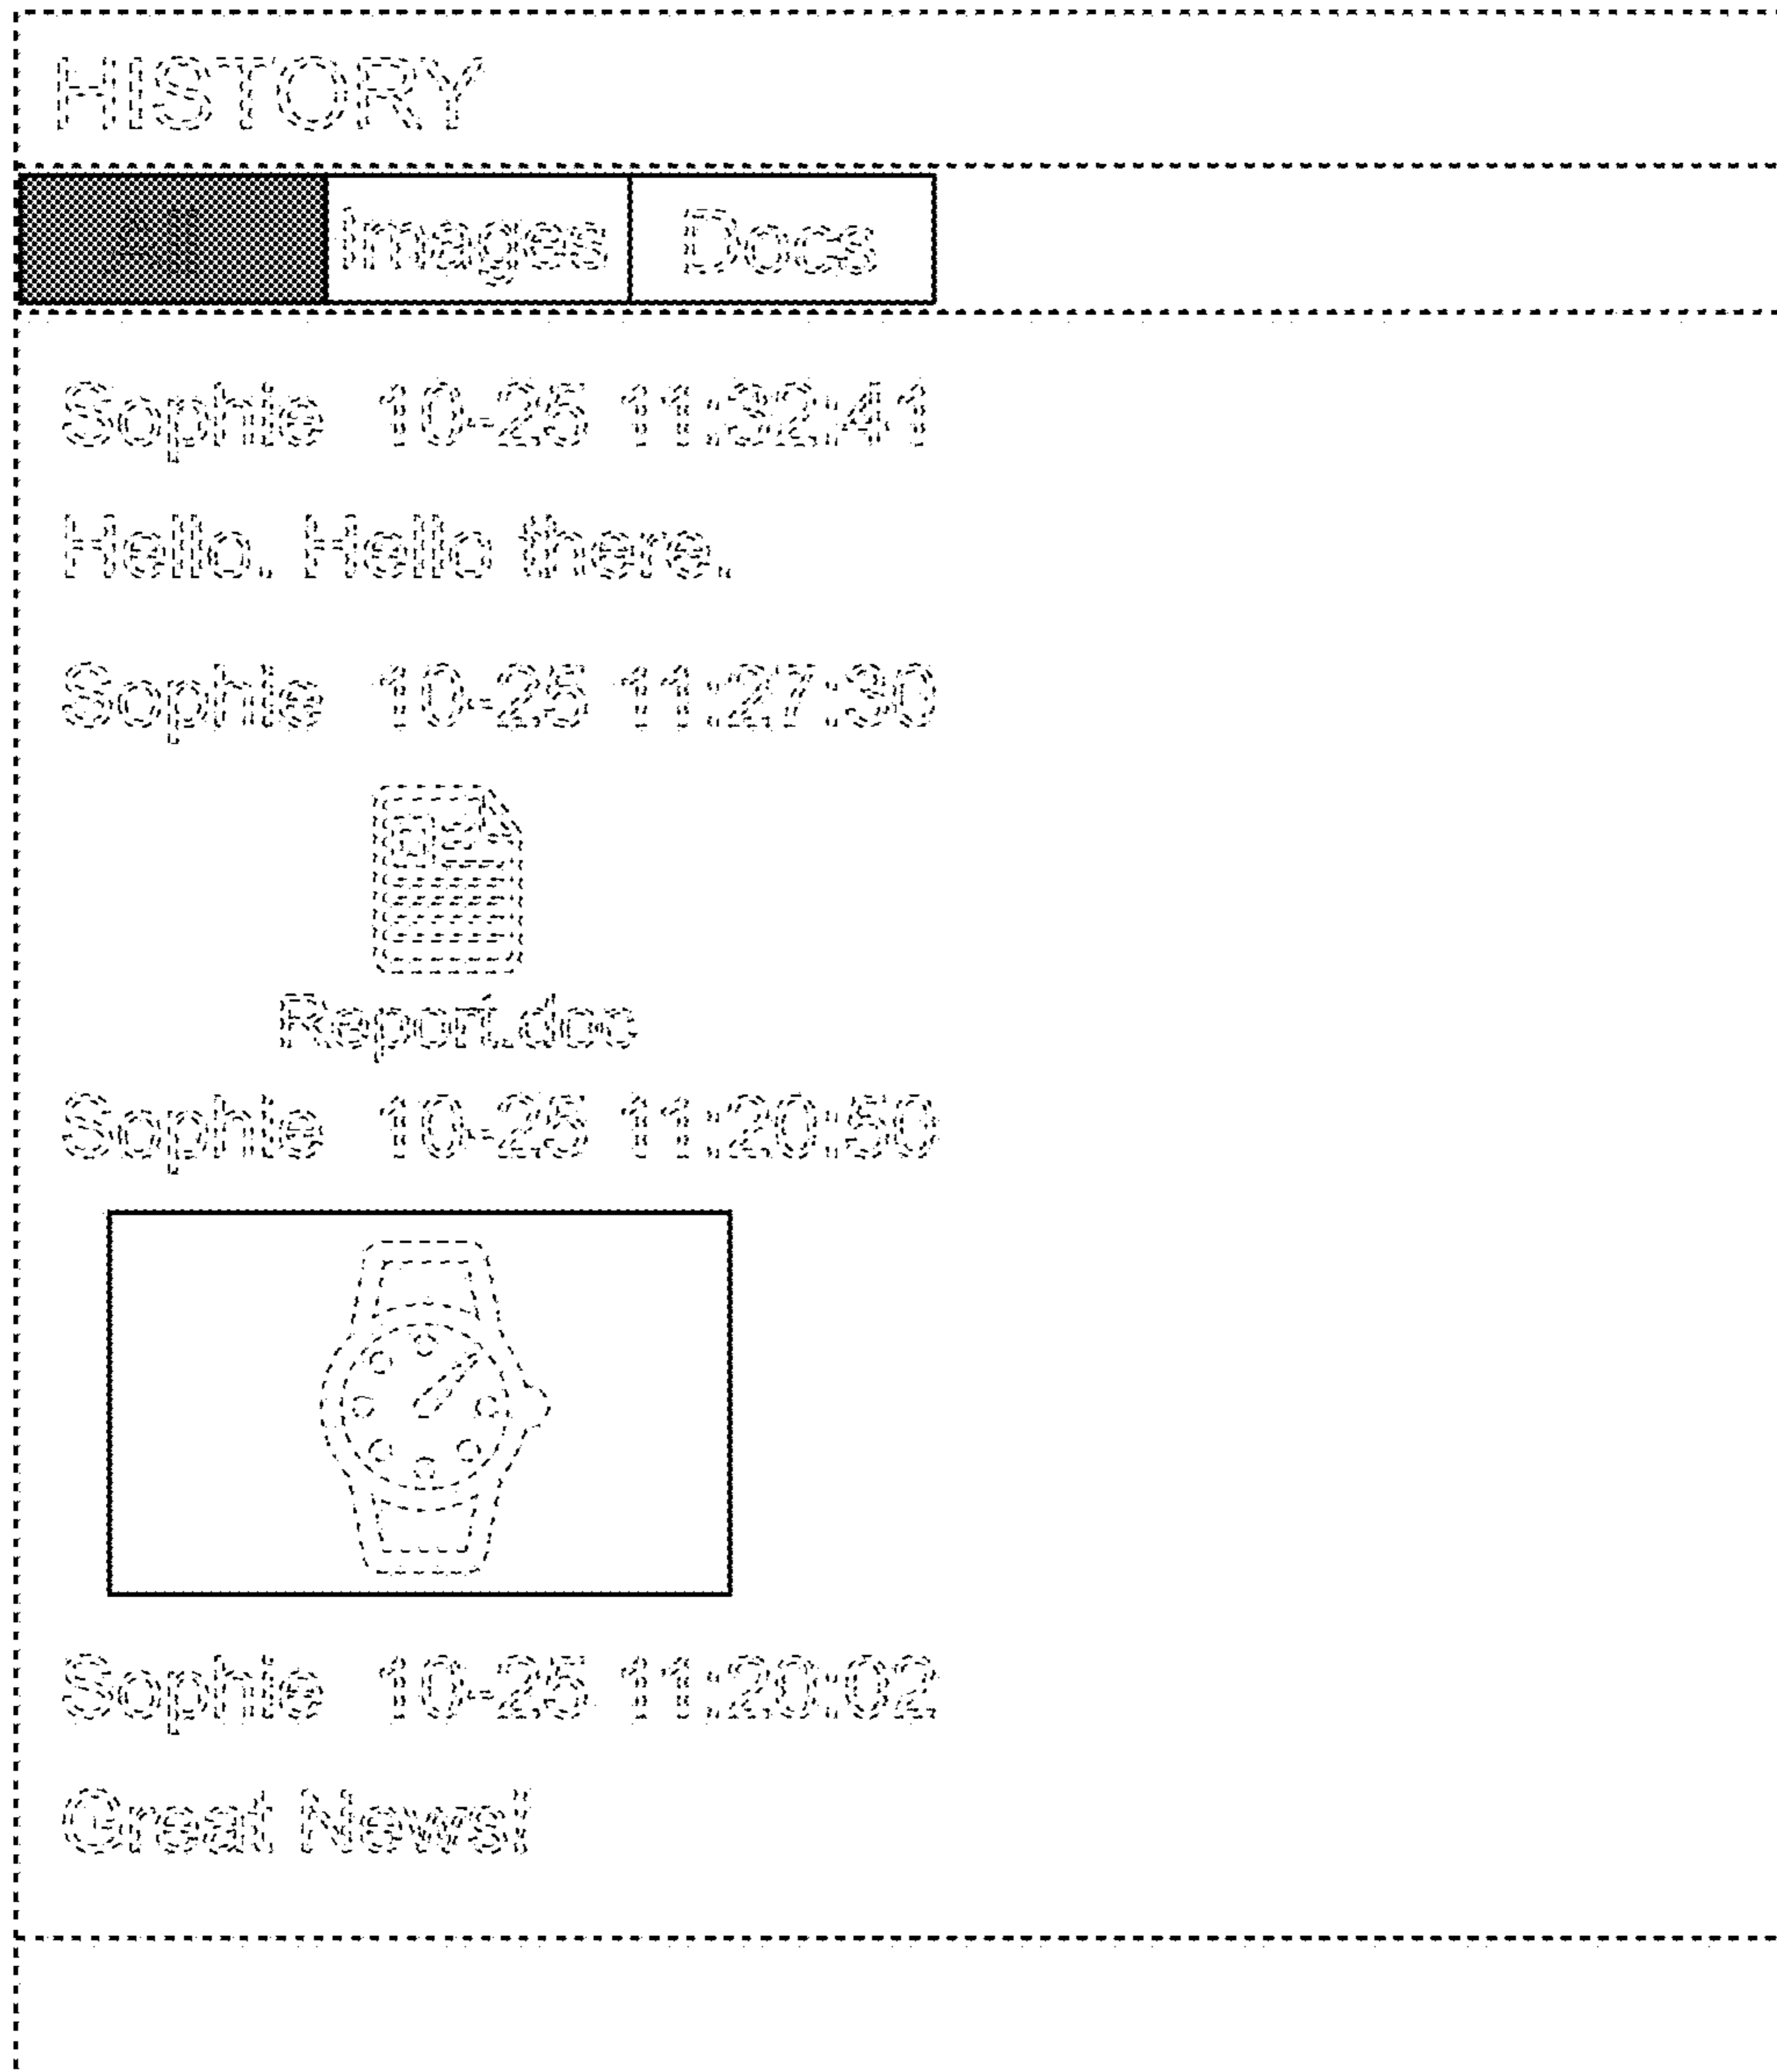 HISTORY
All Images Docs
Sophie 10-25 11:32:41
Hello. Hello there.
Sophie 10-25 11:27:30
Report.doc
Sophie 10-25 11:20:50
Sophie 10-25 11:20:02
Great News!